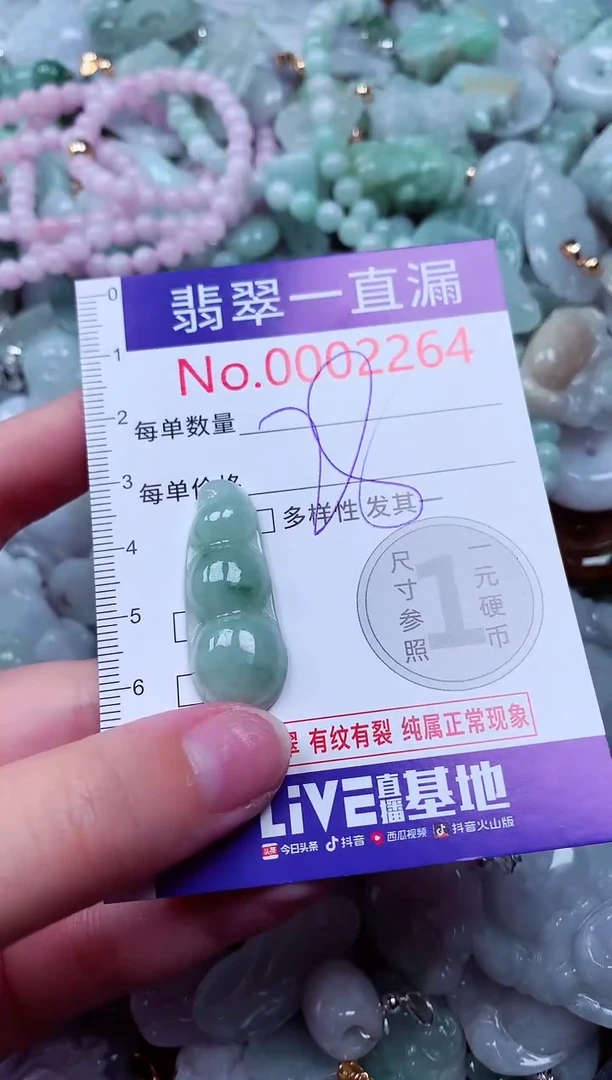 翡翠一直漏
No.0002264
0
1
每单数量
2
每单价格
3
多样性 发其一
4
尺寸参照
1
一元硬币
5
6
翠 有纹有裂 纯属正常现象
LiVE直播基地
头条 今日头条 抖音 西瓜视频 抖音火山版